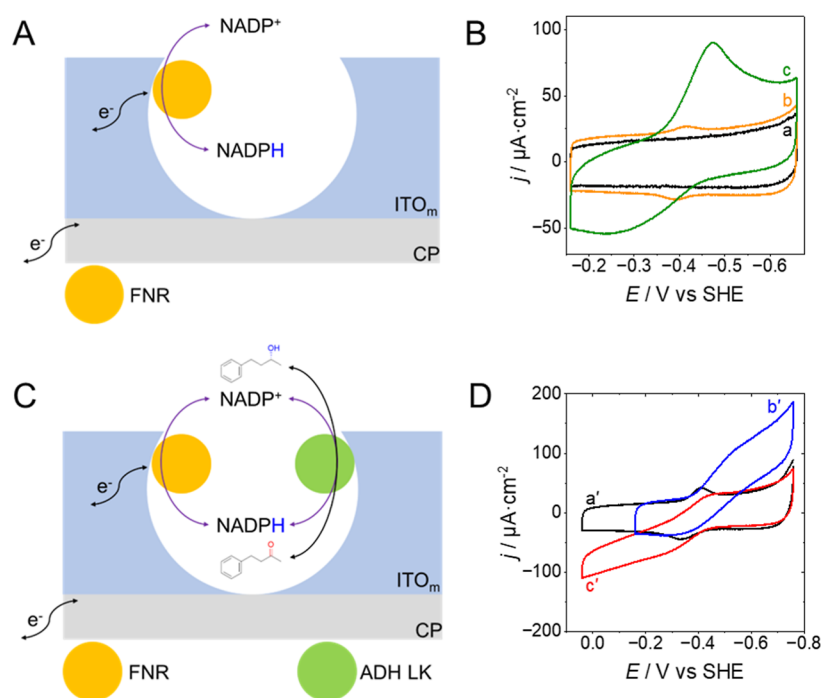 A
NADP⁺
e⁻
NADPH
ITOₘ
e⁻
CP
FNR
B
100
50
0
−50
c
b
a
j / µA·cm⁻²
−0.2 −0.3 −0.4 −0.5 −0.6
E / V vs SHE
C
OH
NADP⁺
e⁻
NADPH
O
ITOₘ
e⁻
CP
FNR
ADH LK
D
200
100
0
−100
−200
b′
a′
c′
j / µA·cm⁻²
0.0 −0.2 −0.4 −0.6 −0.8
E / V vs SHE